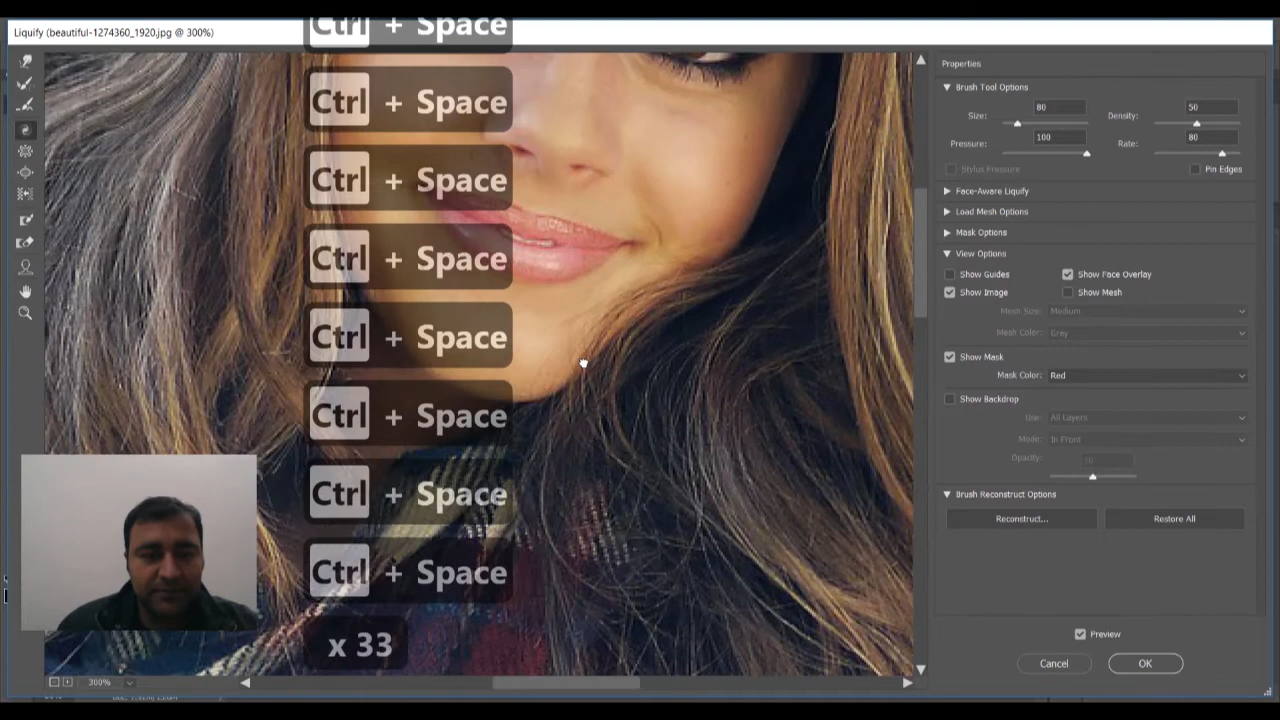 Liquify (beautiful-1274360_1920.jpg @ 300%)
Ctrl + Space
Ctrl + Space
Ctrl + Space
Ctrl + Space
Ctrl + Space
Ctrl + Space
Ctrl + Space
Ctrl + Space
x 33
300%
Properties
Brush Tool Options
Size: 80 Density: 50
Pressure: 100 Rate: 80
Stylus Pressure Pin Edges
Face-Aware Liquify
Load Mesh Options
Mask Options
View Options
Show Guides Show Face Overlay
Show Image Show Mesh
Mesh Size: Medium
Mesh Color: Gray
Show Mask
Mask Color: Red
Show Backdrop
Use: All Layers
Mode: In Front
Opacity:
Brush Reconstruct Options
Reconstruct... Restore All
Preview
Cancel OK